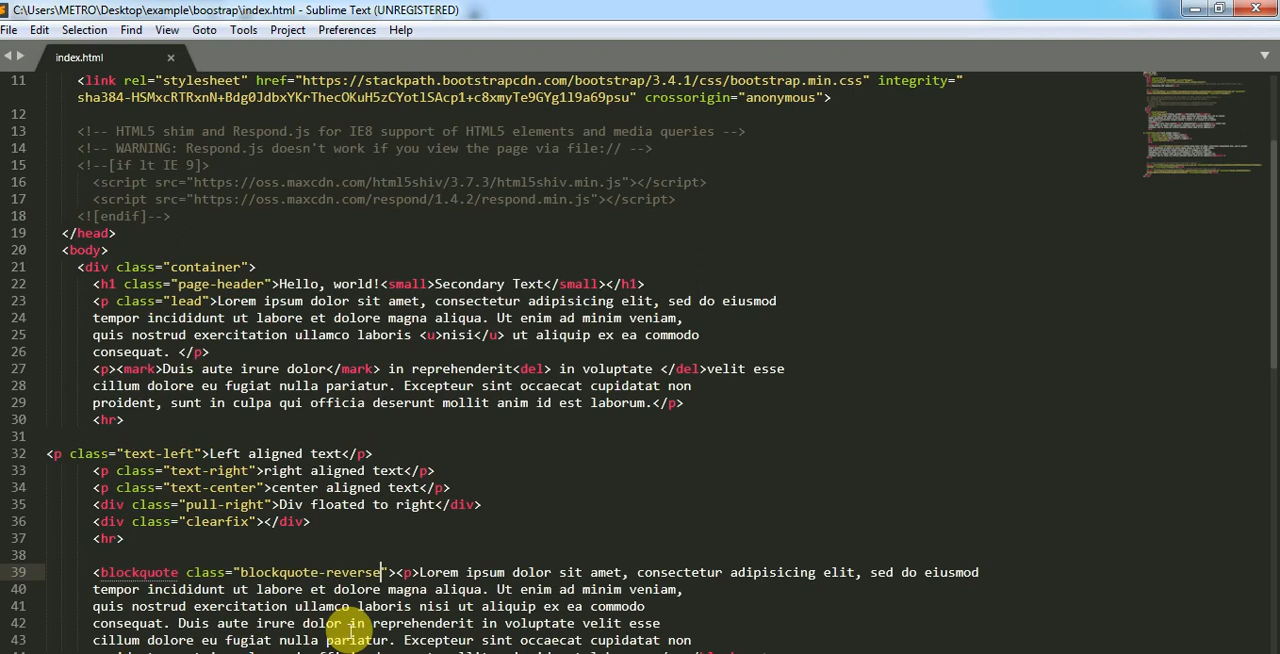 C:\Users\METRO\Desktop\example\boostrap\index.html - Sublime Text (UNREGISTERED)
File Edit Selection Find View Goto Tools Project Preferences Help
index.html
11 <link rel="stylesheet" href="https://stackpath.bootstrapcdn.com/bootstrap/3.4.1/css/bootstrap.min.css" integrity="
sha384-HSMxcRTRxnN+Bdg0JdbxYKrThecOKuH5zCYotlSAcp1+c8xmyTe9GYg1l9a69psu" crossorigin="anonymous">
12
13 <!-- HTML5 shim and Respond.js for IE8 support of HTML5 elements and media queries -->
14 <!-- WARNING: Respond.js doesn't work if you view the page via file:// -->
15 <!--[if lt IE 9]>
16 <script src="https://oss.maxcdn.com/html5shiv/3.7.3/html5shiv.min.js"></script>
17 <script src="https://oss.maxcdn.com/respond/1.4.2/respond.min.js"></script>
18 <![endif]-->
19 </head>
20 <body>
21 <div class="container">
22 <h1 class="page-header">Hello, world!<small>Secondary Text</small></h1>
23 <p class="lead">Lorem ipsum dolor sit amet, consectetur adipisicing elit, sed do eiusmod
24 tempor incididunt ut labore et dolore magna aliqua. Ut enim ad minim veniam,
25 quis nostrud exercitation ullamco laboris <u>nisi</u> ut aliquip ex ea commodo
26 consequat. </p>
27 <p><mark>Duis aute irure dolor</mark> in reprehenderit<del> in voluptate </del>velit esse
28 cillum dolore eu fugiat nulla pariatur. Excepteur sint occaecat cupidatat non
29 proident, sunt in culpa qui officia deserunt mollit anim id est laborum.</p>
30 <hr>
31
32 <p class="text-left">Left aligned text</p>
33 <p class="text-right">right aligned text</p>
34 <p class="text-center">center aligned text</p>
35 <div class="pull-right">Div floated to right</div>
36 <div class="clearfix"></div>
37 <hr>
38
39 <blockquote class="blockquote-reverse"><p>Lorem ipsum dolor sit amet, consectetur adipisicing elit, sed do eiusmod
40 tempor incididunt ut labore et dolore magna aliqua. Ut enim ad minim veniam,
41 quis nostrud exercitation ullamco laboris nisi ut aliquip ex ea commodo
42 consequat. Duis aute irure dolor in reprehenderit in voluptate velit esse
43 cillum dolore eu fugiat nulla pariatur. Excepteur sint occaecat cupidatat non